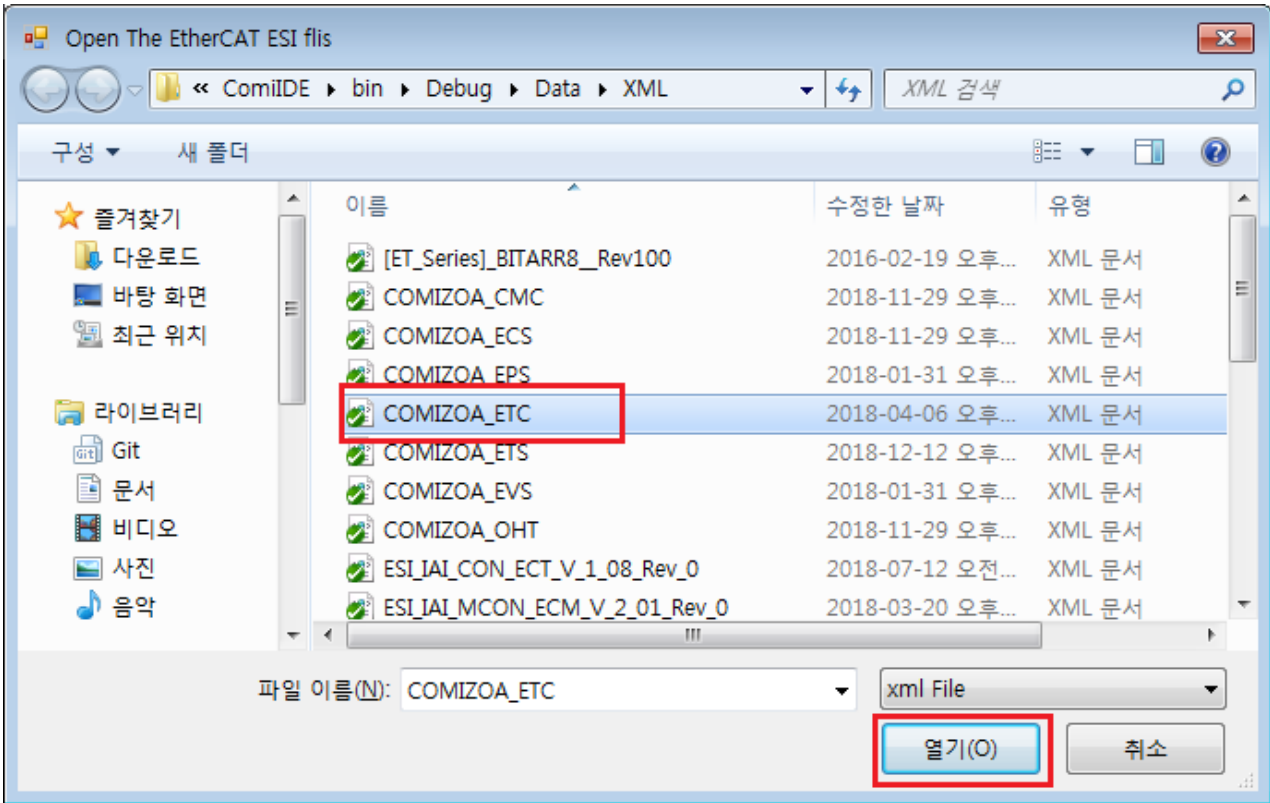 Open The EtherCAT ESI flis
« ComiIDE ▸ bin ▸ Debug ▸ Data ▸ XML
XML 검색
구성 ▼ 새 폴더
이름 수정한 날짜 유형
즐겨찾기
다운로드
바탕 화면
최근 위치
라이브러리
Git
문서
비디오
사진
음악
[ET_Series]_BITARR8__Rev100 2016-02-19 오후... XML 문서
COMIZOA_CMC 2018-11-29 오후... XML 문서
COMIZOA_ECS 2018-11-29 오후... XML 문서
COMIZOA_EPS 2018-01-31 오후... XML 문서
COMIZOA_ETC 2018-04-06 오후... XML 문서
COMIZOA_ETS 2018-12-12 오후... XML 문서
COMIZOA_EVS 2018-01-31 오후... XML 문서
COMIZOA_OHT 2018-11-29 오후... XML 문서
ESI_IAI_CON_ECT_V_1_08_Rev_0 2018-07-12 오전... XML 문서
ESI_IAI_MCON_ECM_V_2_01_Rev_0 2018-03-20 오후... XML 문서
파일 이름(N): COMIZOA_ETC xml File
열기(O) 취소